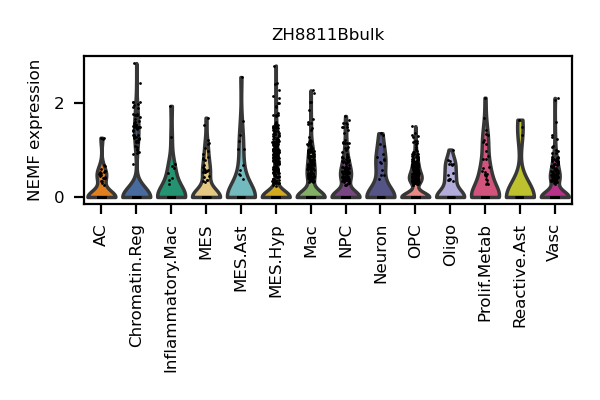 ZH8811Bbulk
NEMF expression
2
0
AC
Chromatin.Reg
Inflammatory.Mac
MES
MES.Ast
MES.Hyp
Mac
NPC
Neuron
OPC
Oligo
Prolif.Metab
Reactive.Ast
Vasc